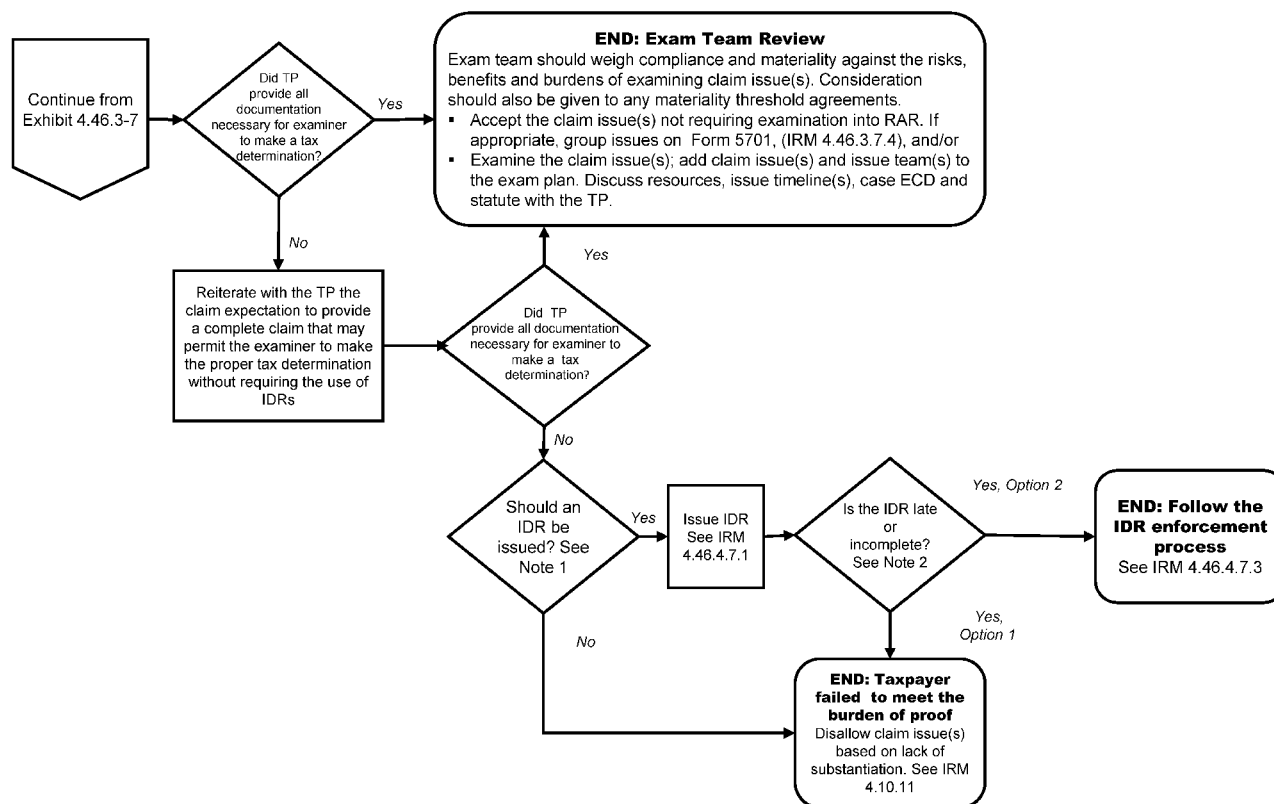 Continue from
Exhibit 4.46.3-7
Did TP
provide all
documentation
necessary for examiner
to make a tax
determination?
Yes
END: Exam Team Review
Exam team should weigh compliance and materiality against the risks,
benefits and burdens of examining claim issue(s). Consideration
should also be given to any materiality threshold agreements.
▪ Accept the claim issue(s) not requiring examination into RAR. If
appropriate, group issues on Form 5701, (IRM 4.46.3.7.4), and/or
▪ Examine the claim issue(s); add claim issue(s) and issue team(s) to
the exam plan. Discuss resources, issue timeline(s), case ECD and
statute with the TP.
No
Yes
Reiterate with the TP the
claim expectation to provide
a complete claim that may
permit the examiner to make
the proper tax determination
without requiring the use of
IDRs
Did TP
provide all documentation
necessary for examiner to
make a tax
determination?
No
Should an
IDR be
issued? See
Note 1
Yes
Issue IDR
See IRM
4.46.4.7.1
Is the IDR late
or
incomplete?
See Note 2
Yes, Option 2
END: Follow the
IDR enforcement
process
See IRM 4.46.4.7.3
No
Yes,
Option 1
END: Taxpayer
failed to meet the
burden of proof
Disallow claim issue(s)
based on lack of
substantiation. See IRM
4.10.11